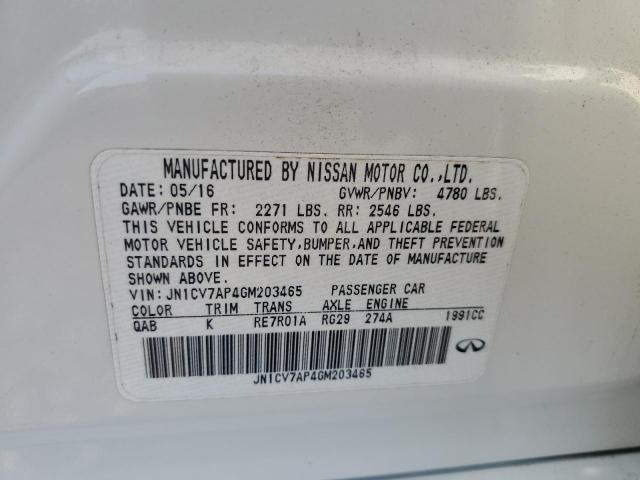 MANUFACTURED BY NISSAN MOTOR CO.,LTD.
DATE: 05/16 GVWR/PNBV: 4780 LBS.
GAWR/PNBE FR: 2271 LBS. RR: 2546 LBS.
THIS VEHICLE CONFORMS TO ALL APPLICABLE FEDERAL
MOTOR VEHICLE SAFETY,BUMPER,AND THEFT PREVENTION
STANDARDS IN EFFECT ON THE DATE OF MANUFACTURE
SHOWN ABOVE.
VIN: JN1CV7AP4GM203465 PASSENGER CAR
COLOR TRIM TRANS AXLE ENGINE
QAB K RE7R01A RG29 274A 1991CC
JN1CV7AP4GM203465